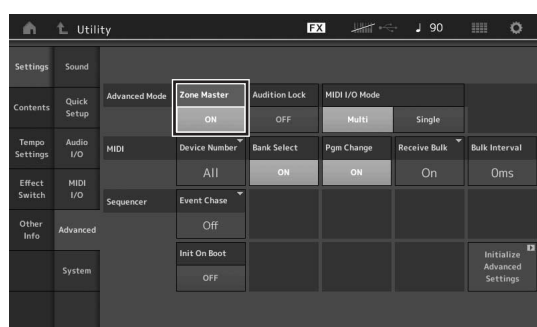 Utility FX 90
Settings Sound
Contents Quick Setup
Tempo Settings Audio I/O
Effect Switch MIDI I/O
Other Info Advanced
System
Advanced Mode Zone Master Audition Lock MIDI I/O Mode
ON OFF Multi Single
MIDI Device Number Bank Select Pgm Change Receive Bulk Bulk Interval
All ON ON On 0ms
Sequencer Event Chase
Off
Init On Boot
OFF
Initialize
Advanced
Settings